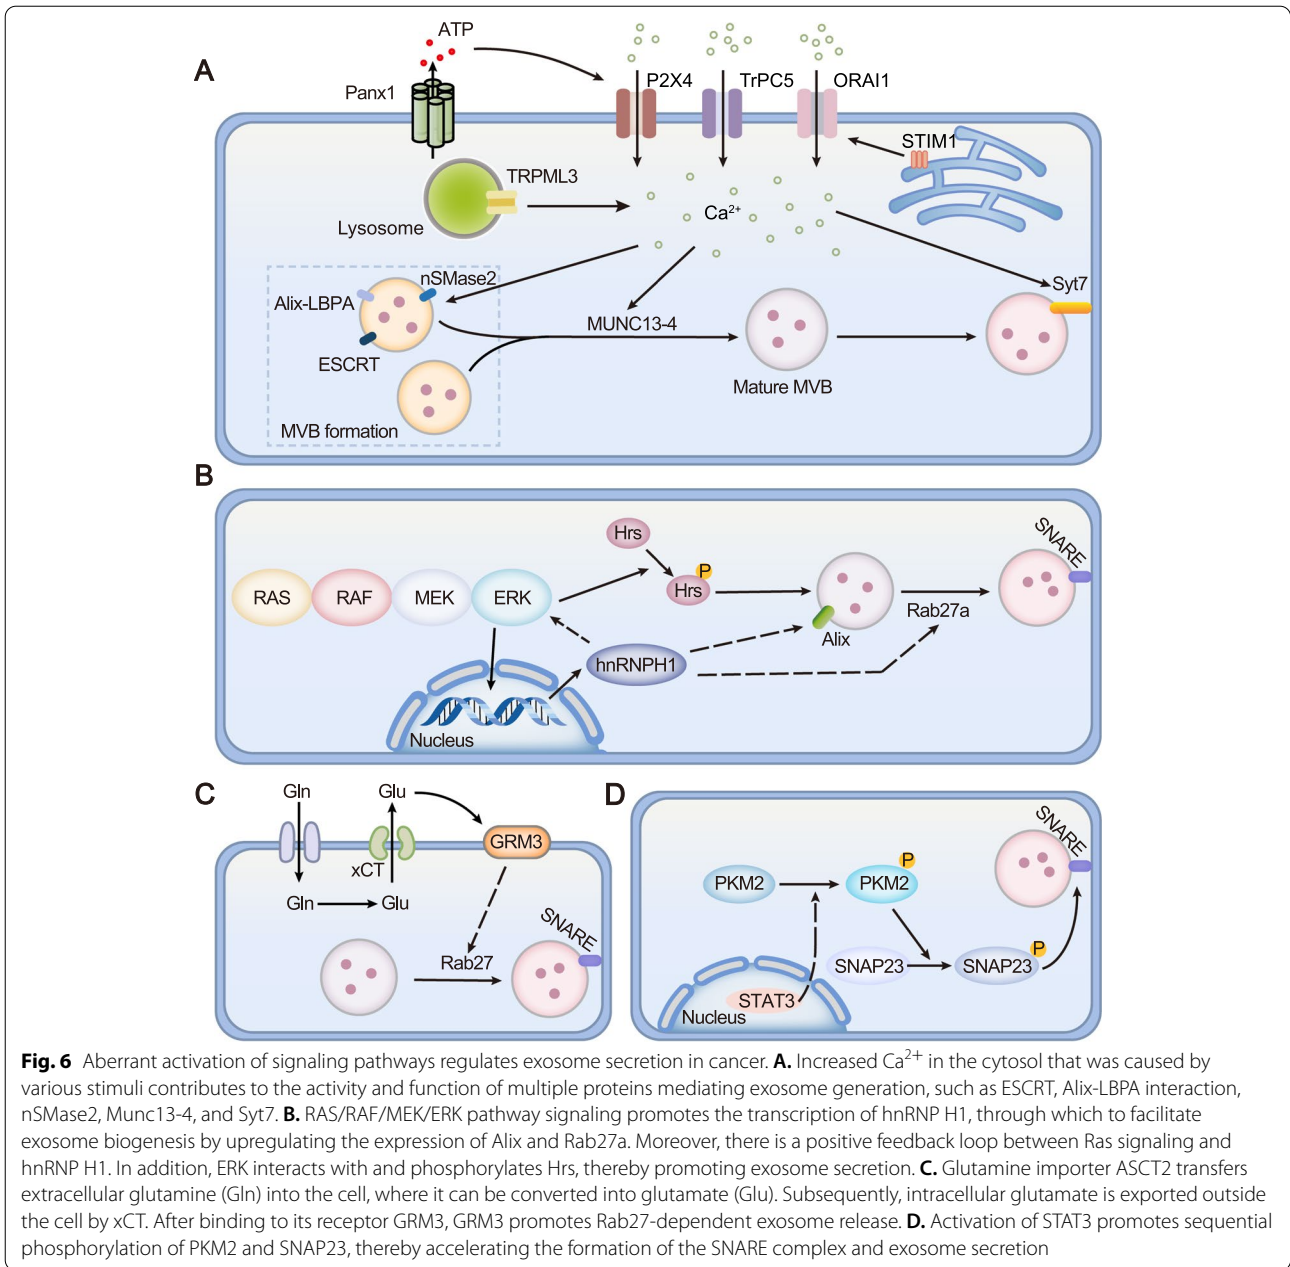 A
ATP
Panx1
P2X4
TrPC5
ORAI1
STIM1
TRPML3
Lysosome
Ca2+
nSMase2
Alix-LBPA
Syt7
MUNC13-4
ESCRT
Mature MVB
MVB formation
B
Hrs
P
Hrs
SNARE
RAS
RAF
MEK
ERK
Rab27a
Alix
hnRNPH1
Nucleus
C
Gln
Glu
GRM3
xCT
Gln
Glu
SNARE
Rab27
D
SNARE
P
PKM2
PKM2
P
SNAP23
SNAP23
STAT3
Nucleus
Fig. 6 Aberrant activation of signaling pathways regulates exosome secretion in cancer. A. Increased Ca2+ in the cytosol that was caused by
various stimuli contributes to the activity and function of multiple proteins mediating exosome generation, such as ESCRT, Alix-LBPA interaction,
nSMase2, Munc13-4, and Syt7. B. RAS/RAF/MEK/ERK pathway signaling promotes the transcription of hnRNP H1, through which to facilitate
exosome biogenesis by upregulating the expression of Alix and Rab27a. Moreover, there is a positive feedback loop between Ras signaling and
hnRNP H1. In addition, ERK interacts with and phosphorylates Hrs, thereby promoting exosome secretion. C. Glutamine importer ASCT2 transfers
extracellular glutamine (Gln) into the cell, where it can be converted into glutamate (Glu). Subsequently, intracellular glutamate is exported outside
the cell by xCT. After binding to its receptor GRM3, GRM3 promotes Rab27-dependent exosome release. D. Activation of STAT3 promotes sequential
phosphorylation of PKM2 and SNAP23, thereby accelerating the formation of the SNARE complex and exosome secretion